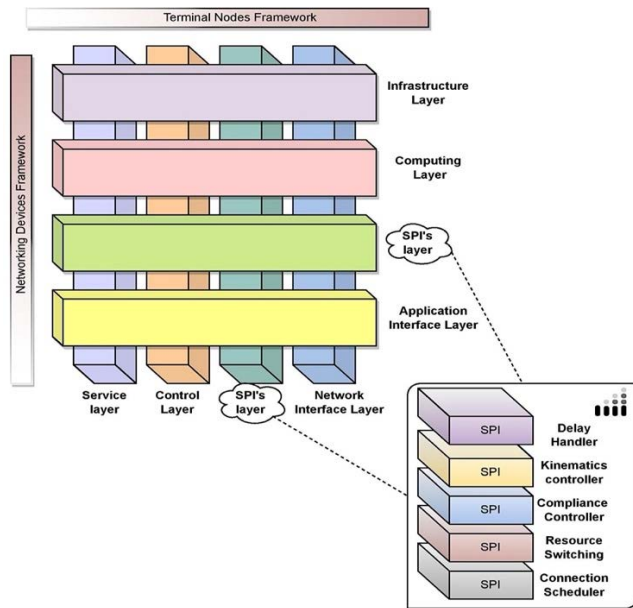 Terminal Nodes Framework
Networking Devices Framework
Infrastructure
Layer
Computing
Layer
SPI's
layer
Application
Interface Layer
Service
layer
Control
Layer
SPI's
layer
Network
Interface Layer
SPI
Delay
Handler
SPI
Kinematics
controller
SPI
Compliance
Controller
SPI
Resource
Switching
SPI
Connection
Scheduler